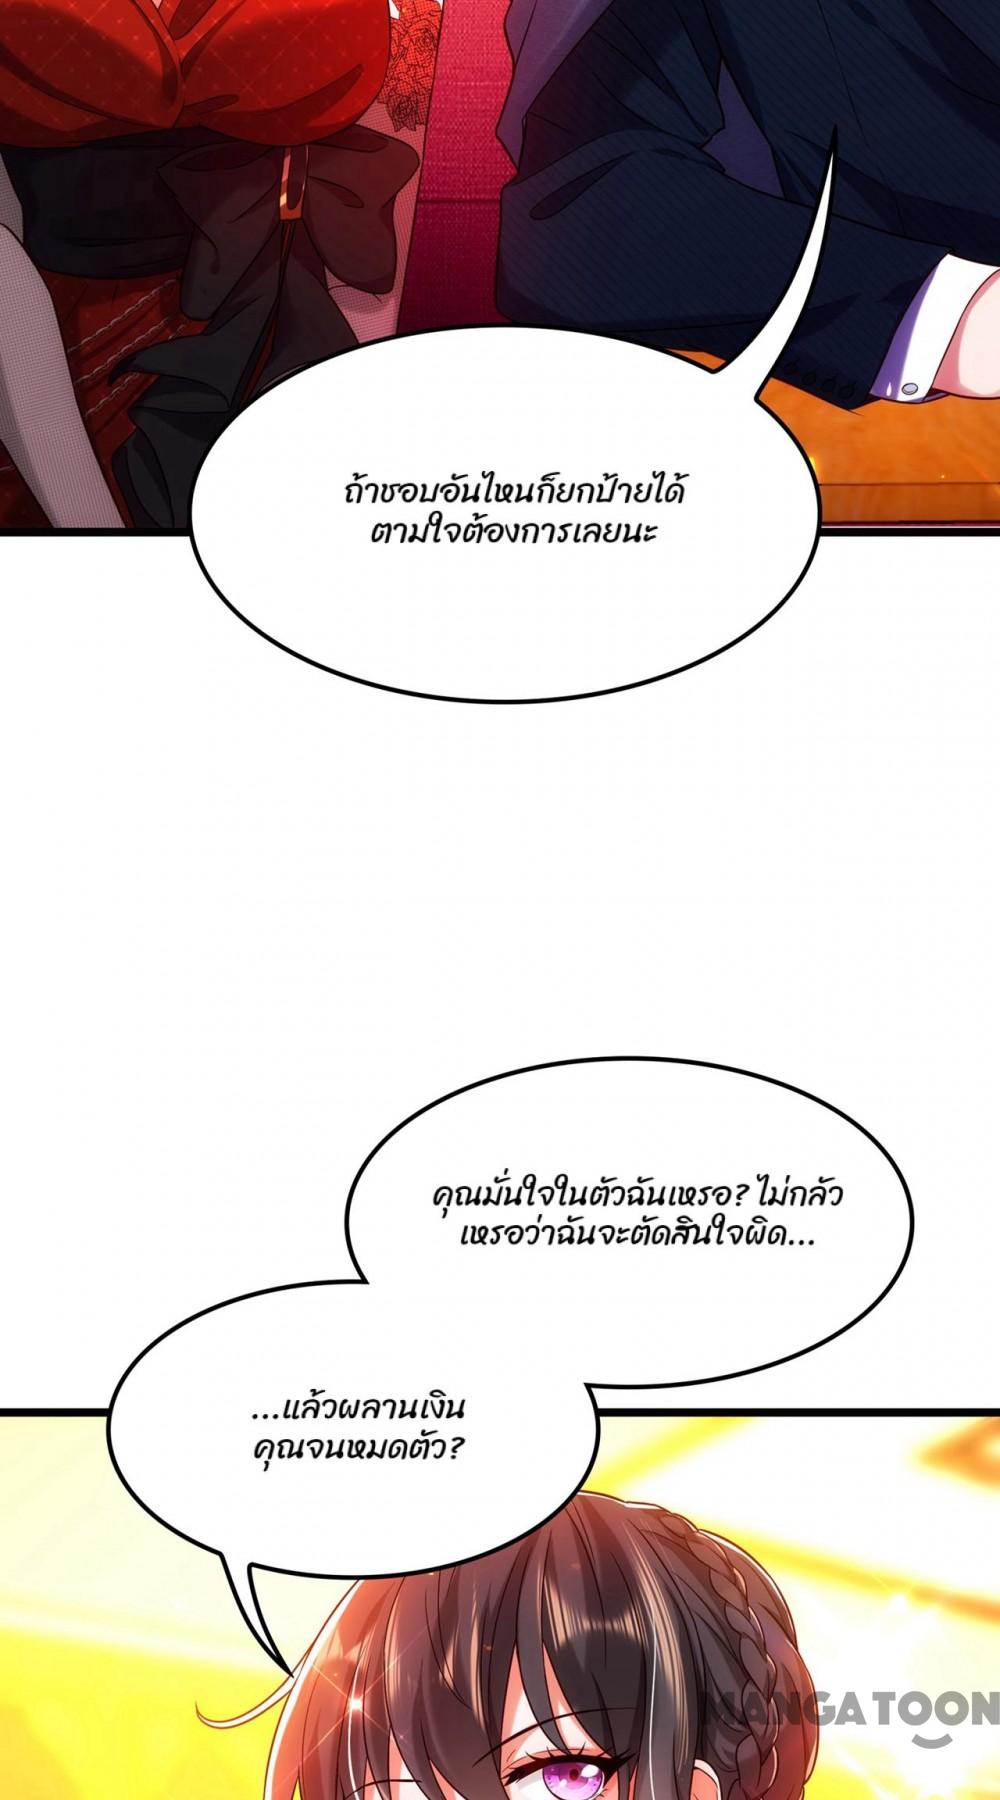 ถ้าชอบอันไหนก็ยกป้ายได้
ตามใจต้องการเลยนะ
คุณมั่นใจในตัวฉันเหรอ? ไม่กลัว
เหรอว่าฉันจะตัดสินใจผิด...
...แล้วผลาญเงิน
คุณจนหมดตัว?
MANGATOON